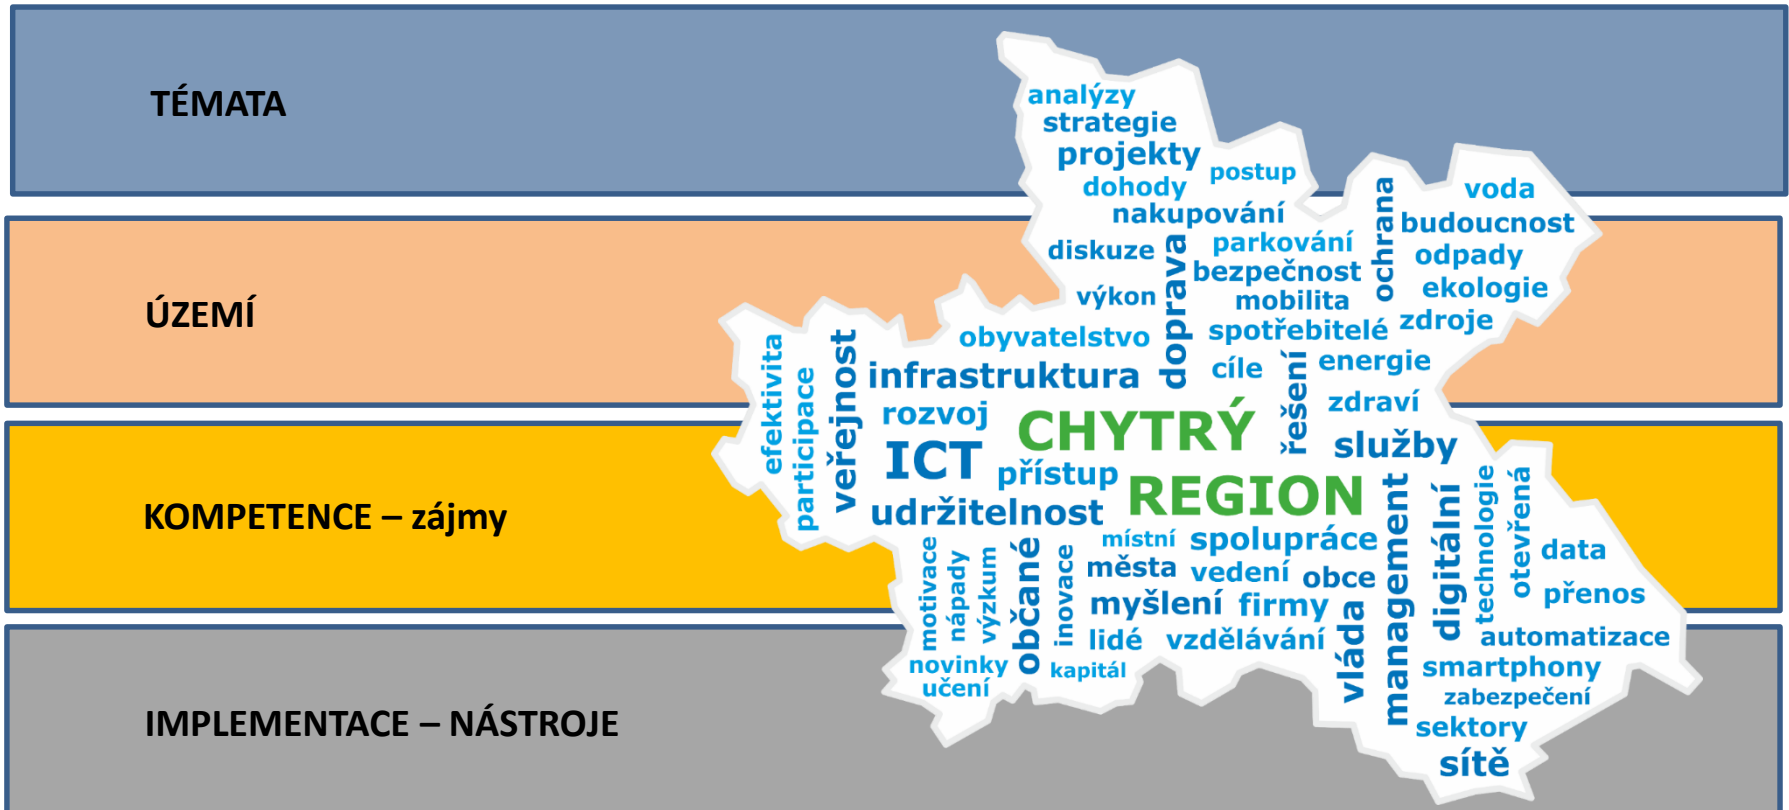 TÉMATA
ÚZEMÍ
KOMPETENCE – zájmy
IMPLEMENTACE – NÁSTROJE
analýzy
strategie
projekty
postup
dohody
nakupování
diskuze
výkon
doprava
parkování
bezpečnost
mobilita
spotřebitelé
ochrana
voda
budoucnost
odpady
ekologie
zdroje
obyvatelstvo
cíle
energie
efektivita
participace
veřejnost
infrastruktura
rozvoj
CHYTRÝ
řešení
zdraví
služby
ICT
přístup
REGION
udržitelnost
motivace
nápady
výzkum
občané
inovace
místní
spolupráce
města
vedení
obce
myšlení
firmy
lidé
vzdělávání
novinky
učení
kapitál
vláda
management
digitální
technologie
otevřená
data
přenos
automatizace
smartphony
zabezpečení
sektory
sítě